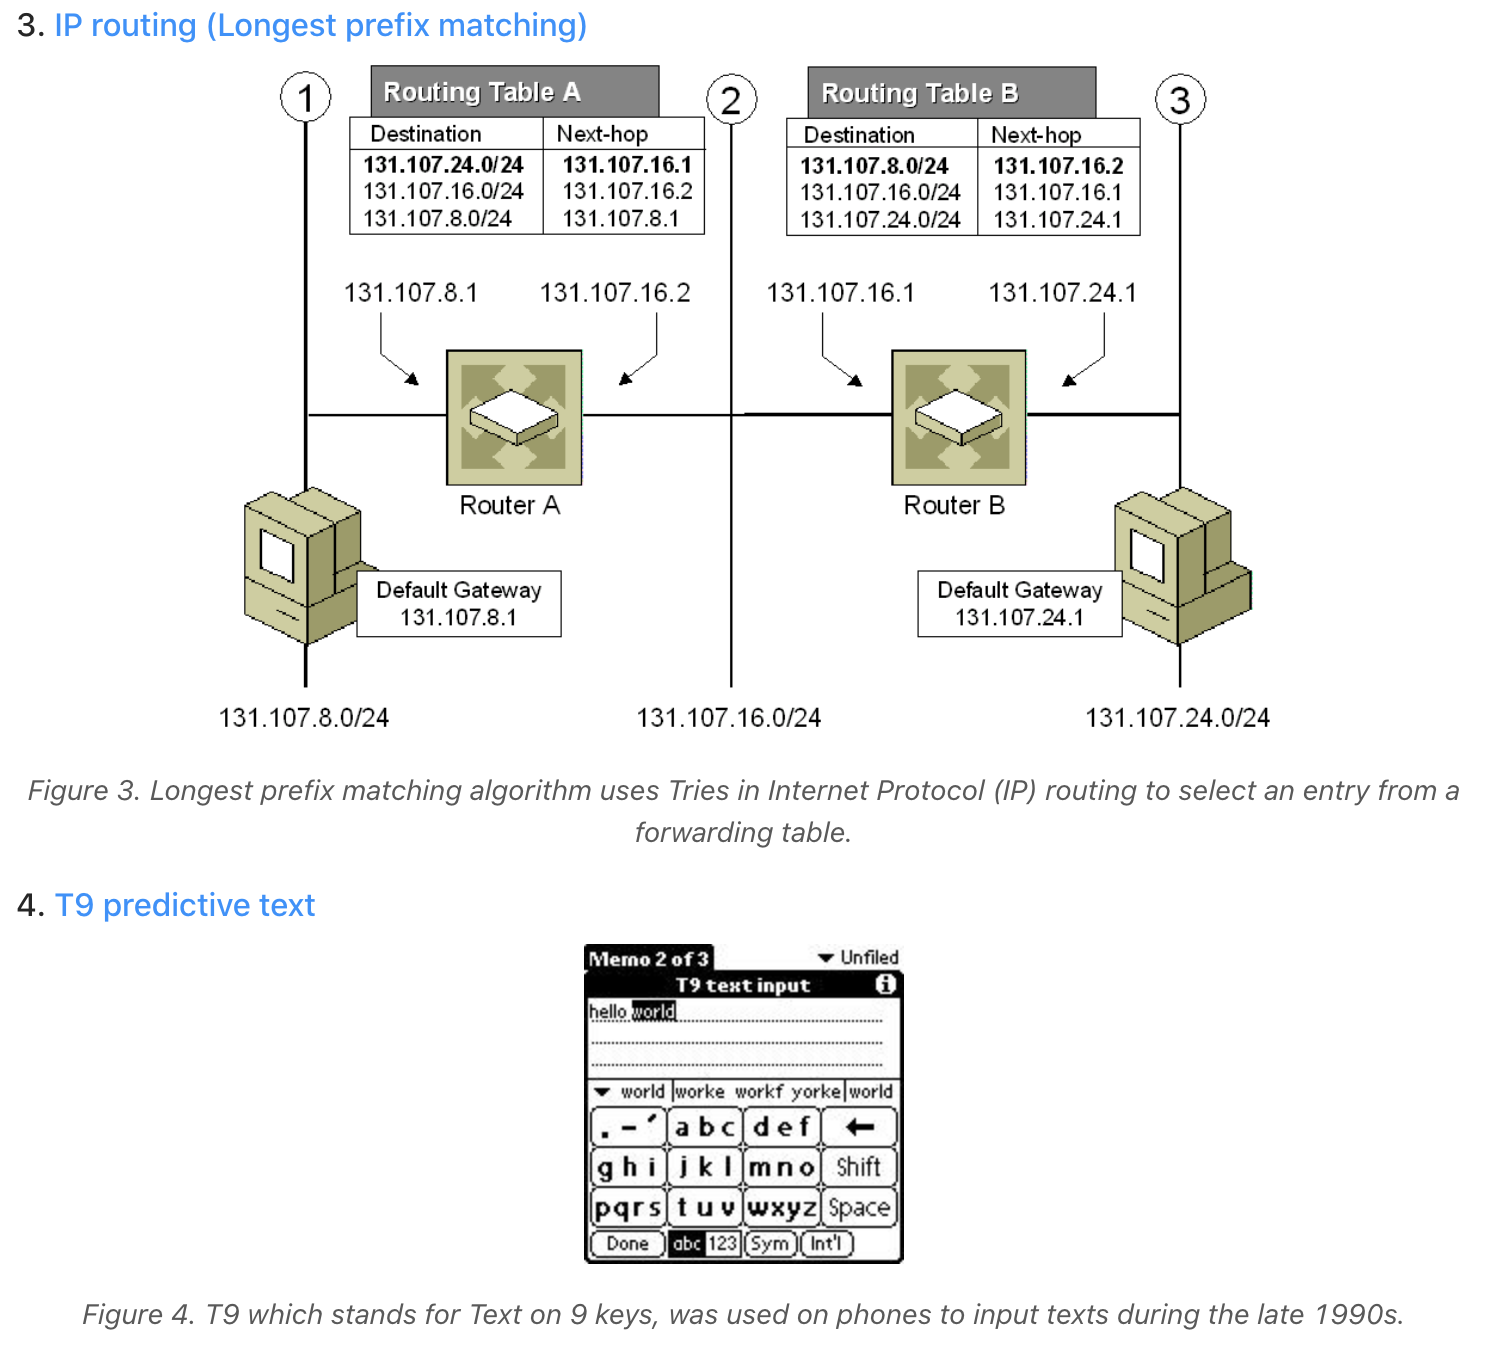 3. IP routing (Longest prefix matching)
1
Routing Table A
2
Routing Table B
3
Destination Next-hop
131.107.24.0/24 131.107.16.1
131.107.16.0/24 131.107.16.2
131.107.8.0/24 131.107.8.1
Destination Next-hop
131.107.8.0/24 131.107.16.2
131.107.16.0/24 131.107.16.1
131.107.24.0/24 131.107.24.1
131.107.8.1 131.107.16.2 131.107.16.1 131.107.24.1
Router A Router B
Default Gateway
131.107.8.1
Default Gateway
131.107.24.1
131.107.8.0/24 131.107.16.0/24 131.107.24.0/24
Figure 3. Longest prefix matching algorithm uses Tries in Internet Protocol (IP) routing to select an entry from a
forwarding table.
4. T9 predictive text
Memo 2 of 3 Unfiled
T9 text input i
hello world
world worke workf yorke world
. - ' a b c d e f
g h i j k l m n o Shift
p q r s t u v w x y z Space
Done abc 123 Sym Int'l
Figure 4. T9 which stands for Text on 9 keys, was used on phones to input texts during the late 1990s.